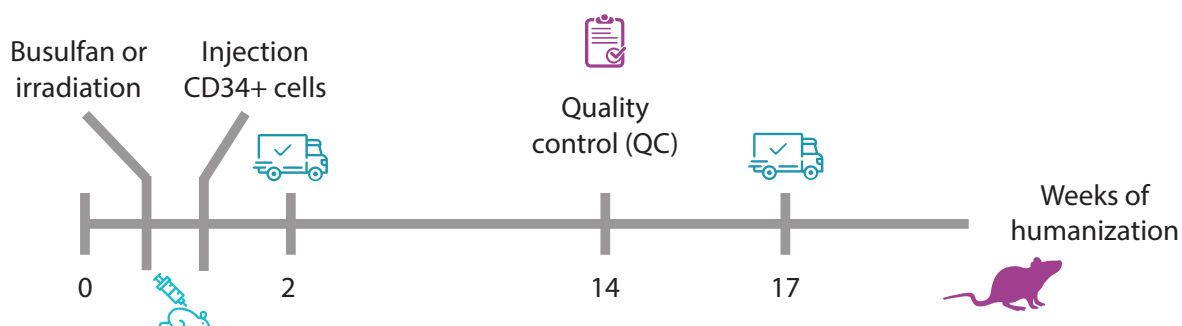 Busulfan or
irradiation
Injection
CD34+ cells
Quality
control (QC)
Weeks of
humanization
0
2
14
17